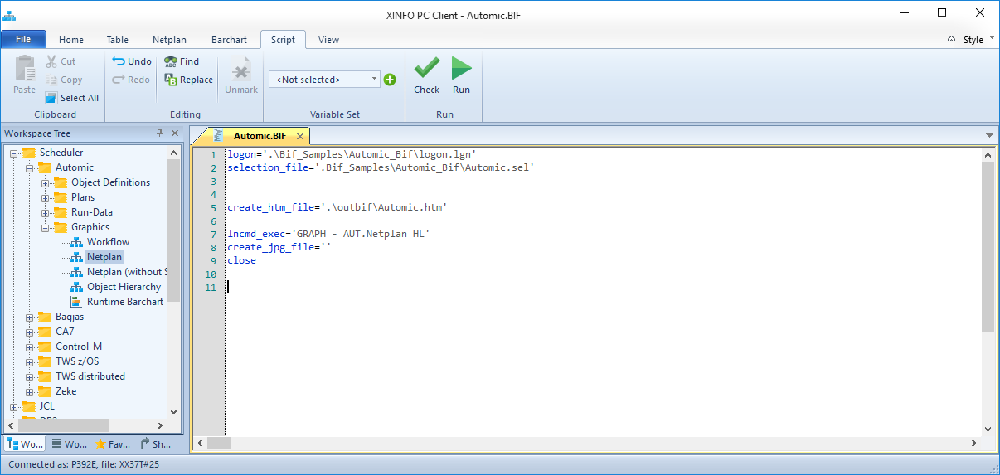 XINFO PC Client - Automic.BIF
File Home Table Netplan Barchart Script View Style
Paste Cut Copy Select All
Clipboard
Undo Redo Find ABC Replace Unmark
Editing
<Not selected>
Variable Set
Check Run
Run
Workspace Tree
Scheduler
Automic
Object Definitions
Plans
Run-Data
Graphics
Workflow
Netplan
Netplan (without S
Object Hierarchy
Runtime Barchart
Bagjas
CA7
Control-M
TWS z/OS
TWS distributed
Zeke
JCL
Wo... Wo... Fav... Sh...
Automic.BIF
1 logon='.\Bif_Samples\Automic_Bif\logon.lgn'
2 selection_file='.Bif_Samples\Automic_Bif\Automic.sel'
3
4
5 create_htm_file='.\outbif\Automic.htm'
6
7 lncmd_exec='GRAPH - AUT.Netplan HL'
8 create_jpg_file=''
9 close
10
11
Connected as: P392E, file: XX37T#25